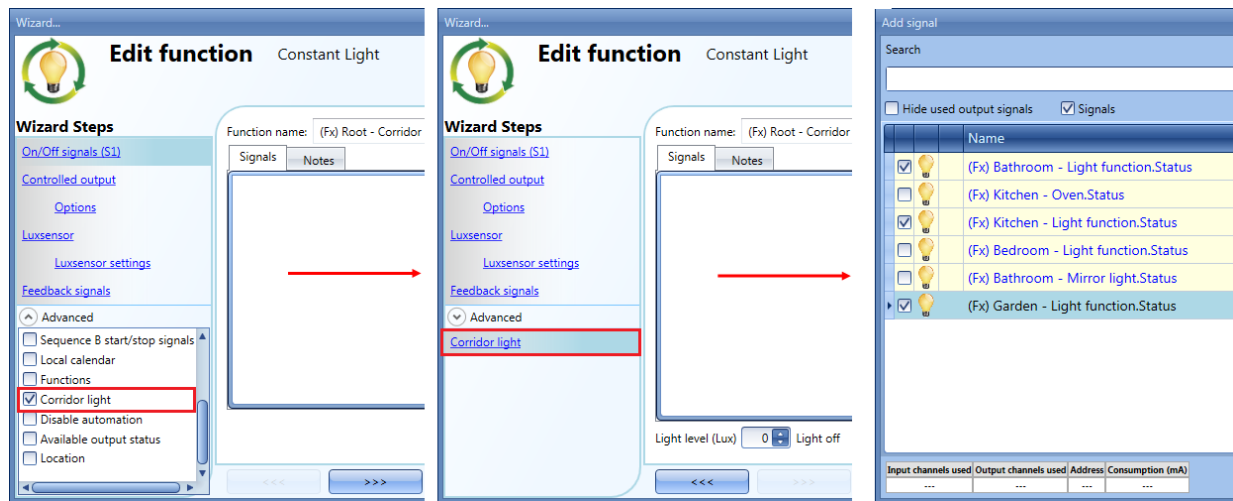 Wizard...
Edit function Constant Light
Wizard Steps
On/Off signals (S1)
Controlled output
Options
Luxsensor
Luxsensor settings
Feedback signals
Advanced
Sequence B start/stop signals
Local calendar
Functions
Corridor light
Disable automation
Available output status
Location
Function name: (Fx) Root - Corridor
Signals Notes
<<< >>>
Wizard...
Edit function Constant Light
Wizard Steps
On/Off signals (S1)
Controlled output
Options
Luxsensor
Luxsensor settings
Feedback signals
Advanced
Corridor light
Function name: (Fx) Root - Corridor
Signals Notes
Light level (Lux) 0 Light off
<<< >>>
Add signal
Search
Hide used output signals Signals
Name
(Fx) Bathroom - Light function.Status
(Fx) Kitchen - Oven.Status
(Fx) Kitchen - Light function.Status
(Fx) Bedroom - Light function.Status
(Fx) Bathroom - Mirror light.Status
(Fx) Garden - Light function.Status
Input channels used Output channels used Address Consumption (mA)
--- --- --- ---